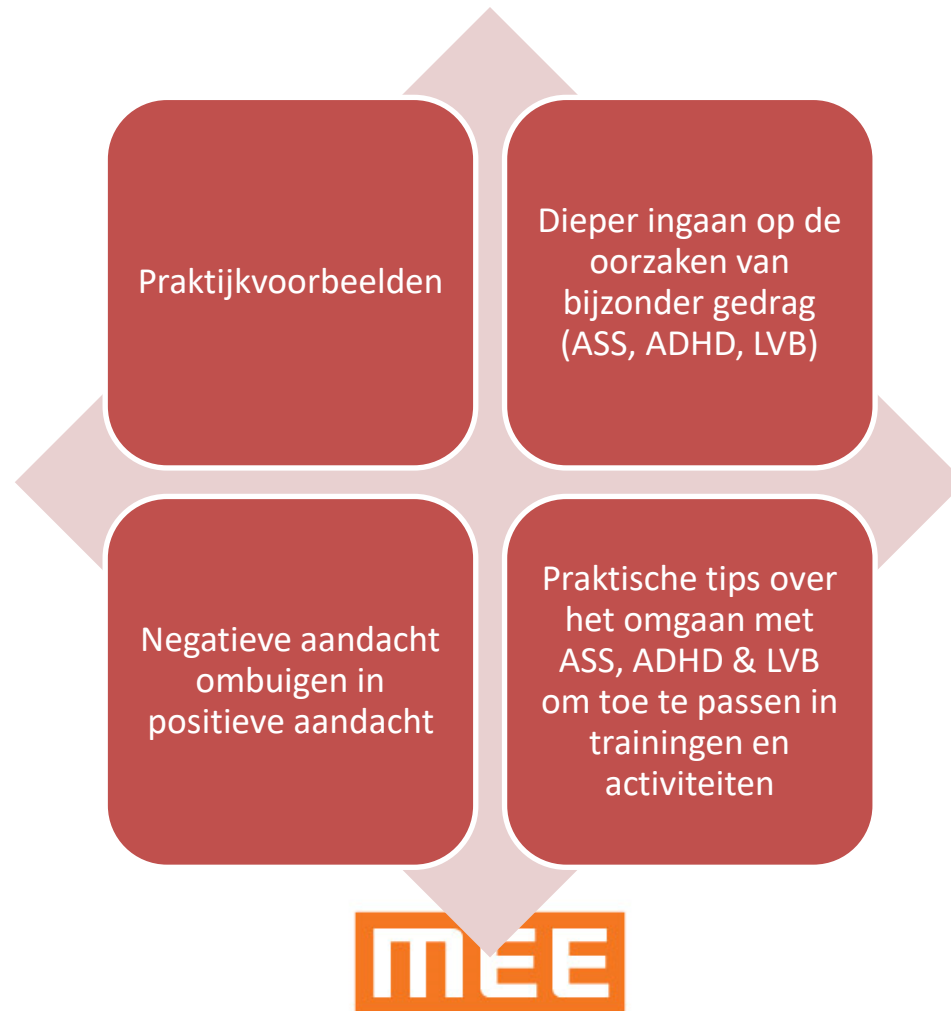 Praktijkvoorbeelden
Dieper ingaan op de
oorzaken van
bijzonder gedrag
(ASS, ADHD, LVB)
Negatieve aandacht
ombuigen in
positieve aandacht
Praktische tips over
het omgaan met
ASS, ADHD & LVB
om toe te passen in
trainingen en
activiteiten
mEE